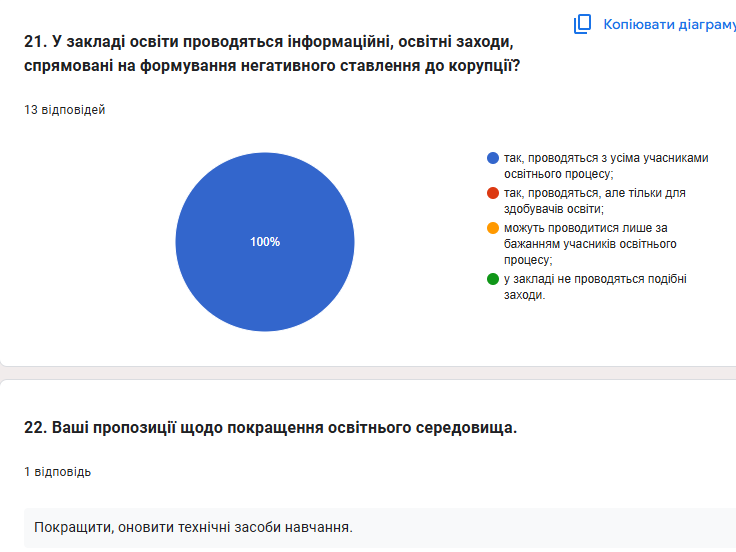 Копіювати діаграму
21. У закладі освіти проводяться інформаційні, освітні заходи,
спрямовані на формування негативного ставлення до корупції?
13 відповідей
100%
так, проводяться з усіма учасниками
освітнього процесу;
так, проводяться, але тільки для
здобувачів освіти;
можуть проводитися лише за
бажанням учасників освітнього
процесу;
у закладі не проводяться подібні
заходи.
22. Ваші пропозиції щодо покращення освітнього середовища.
1 відповідь
Покращити, оновити технічні засоби навчання.